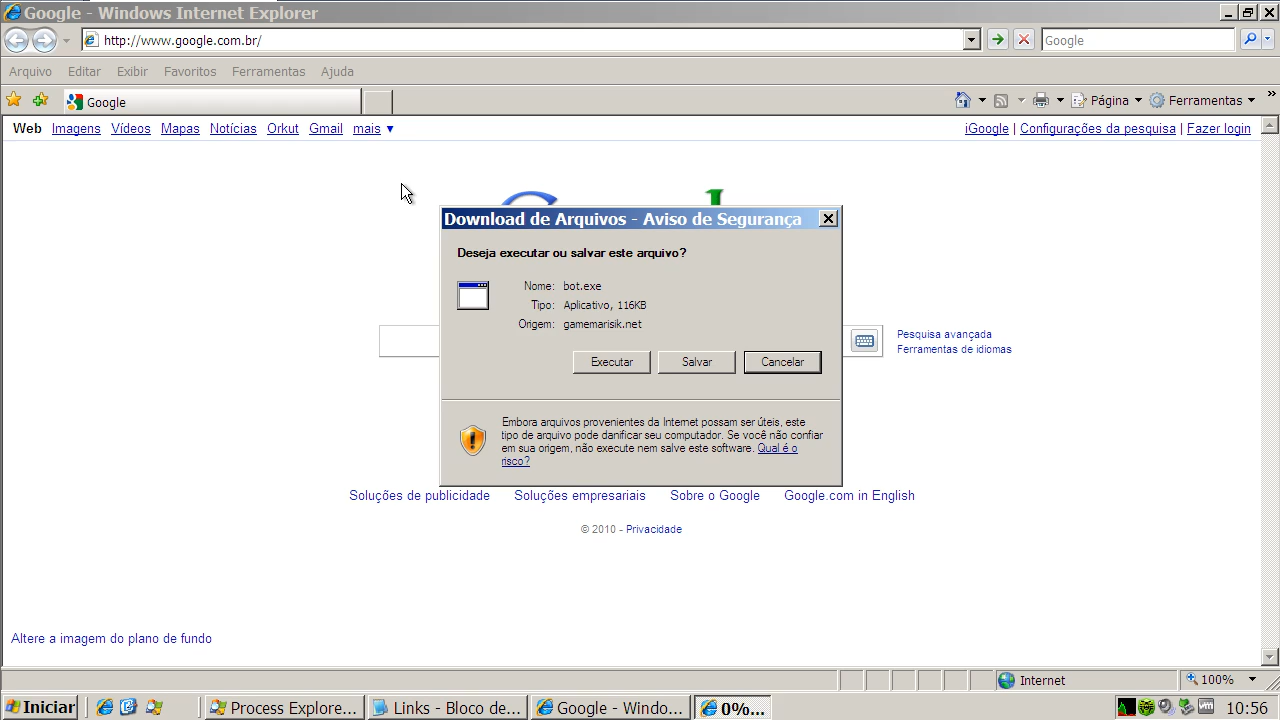 Google - Windows Internet Explorer
http://www.google.com.br/
Google
Arquivo Editar Exibir Favoritos Ferramentas Ajuda
Google
Página Ferramentas »
Web Imagens Vídeos Mapas Notícias Orkut Gmail mais ▼
iGoogle | Configurações da pesquisa | Fazer login
Download de Arquivos - Aviso de Segurança
Deseja executar ou salvar este arquivo?
Nome: bot.exe
Tipo: Aplicativo, 116KB
Origem: gamemarisik.net
Executar Salvar Cancelar
Pesquisa avançada
Ferramentas de idiomas
Embora arquivos provenientes da Internet possam ser úteis, este
tipo de arquivo pode danificar seu computador. Se você não confiar
em sua origem, não execute nem salve este software. Qual é o
risco?
Soluções de publicidade Soluções empresariais Sobre o Google Google.com in English
© 2010 - Privacidade
Altere a imagem do plano de fundo
Internet 100%
Iniciar Process Explore... Links - Bloco de... Google - Windo... 0%... 10:56